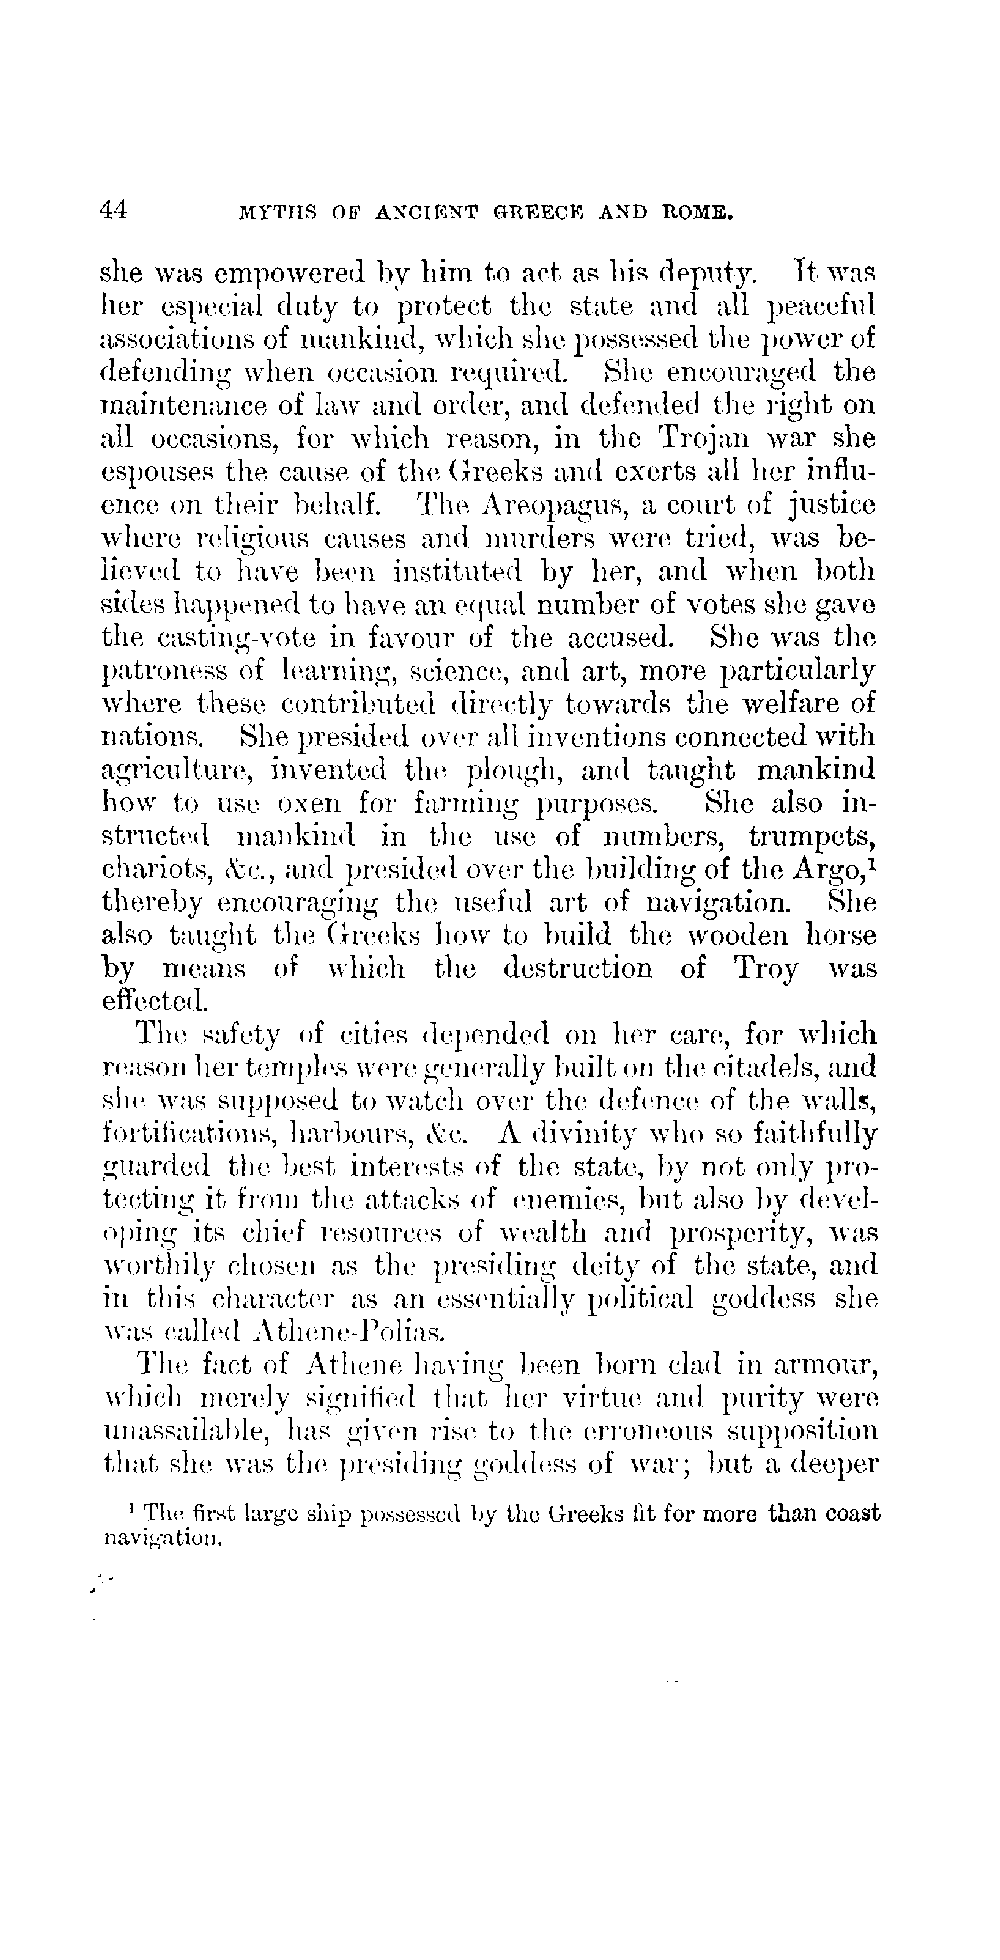 44 MYTHS OF ANCIENT GREECE AND ROME.
she was empowered by him to act as his deputy. It was
her especial duty to protect the state and all peaceful
associations of mankind, which she possessed the power of
defending when occasion required. She encouraged the
maintenance of law and order, and defended the right on
all occasions, for which reason, in the Trojan war she
espouses the cause of the Greeks and exerts all her influ-
ence on their behalf. The Areopagus, a court of justice
where religious causes and murders were tried, was be-
lieved to have been instituted by her, and when both
sides happened to have an equal number of votes she gave
the casting-vote in favour of the accused. She was the
patroness of learning, science, and art, more particularly
where these contributed directly towards the welfare of
nations. She presided over all inventions connected with
agriculture, invented the plough, and taught mankind
how to use oxen for farming purposes. She also in-
structed mankind in the use of numbers, trumpets,
chariots, &c., and presided over the building of the Argo,¹
thereby encouraging the useful art of navigation. She
also taught the Greeks how to build the wooden horse
by means of which the destruction of Troy was
effected.
The safety of cities depended on her care, for which
reason her temples were generally built on the citadels, and
she was supposed to watch over the defence of the walls,
fortifications, harbours, &c. A divinity who so faithfully
guarded the best interests of the state, by not only pro-
tecting it from the attacks of enemies, but also by devel-
oping its chief resources of wealth and prosperity, was
worthily chosen as the presiding deity of the state, and
in this character as an essentially political goddess she
was called Athene-Polias.
The fact of Athene having been born clad in armour,
which merely signified that her virtue and purity were
unassailable, has given rise to the erroneous supposition
that she was the presiding goddess of war; but a deeper
¹ The first large ship possessed by the Greeks fit for more than coast
navigation.